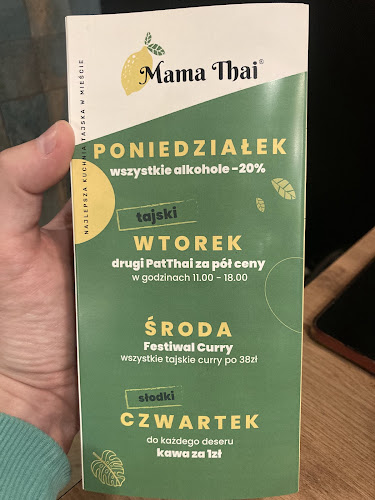 Mama Thai®
NAJLEPSZA KUCHNIA TAJSKA W MIEŚCIE
PONIEDZIAŁEK
wszystkie alkohole -20%
tajski
WTOREK
drugi PatThai za pół ceny
w godzinach 11.00 - 18.00
ŚRODA
Festiwal Curry
wszystkie tajskie curry po 38zł
słodki
CZWARTEK
do każdego deseru
kawa za 1zł